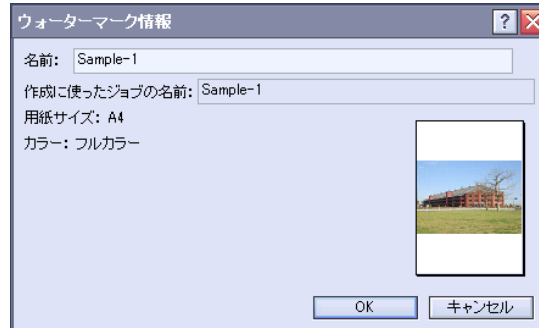 ウォーターマーク情報 ?
名前: Sample-1
作成に使ったジョブの名前: Sample-1
用紙サイズ: A4
カラー: フルカラー
OK キャンセル